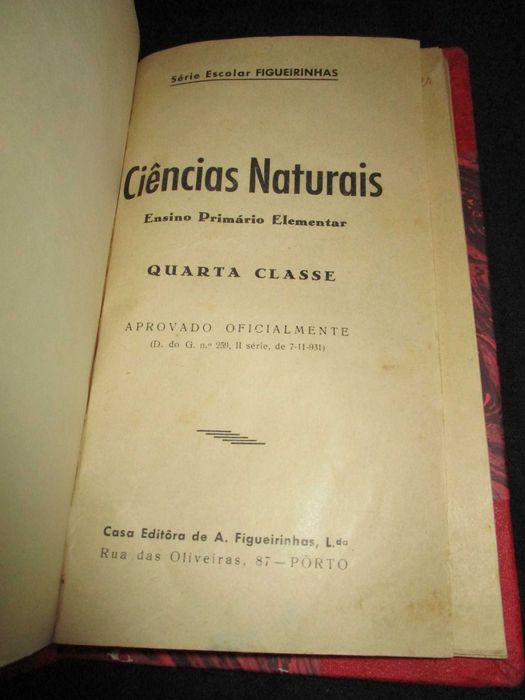 Série Escolar FIGUEIRINHAS
Ciências Naturais
Ensino Primário Elementar
QUARTA CLASSE
APROVADO OFICIALMENTE
(D. do G. n.º 259, II série, de 7-11-931)
Casa Editôra de A. Figueirinhas, L.da
Rua das Oliveiras, 87 — PÔRTO